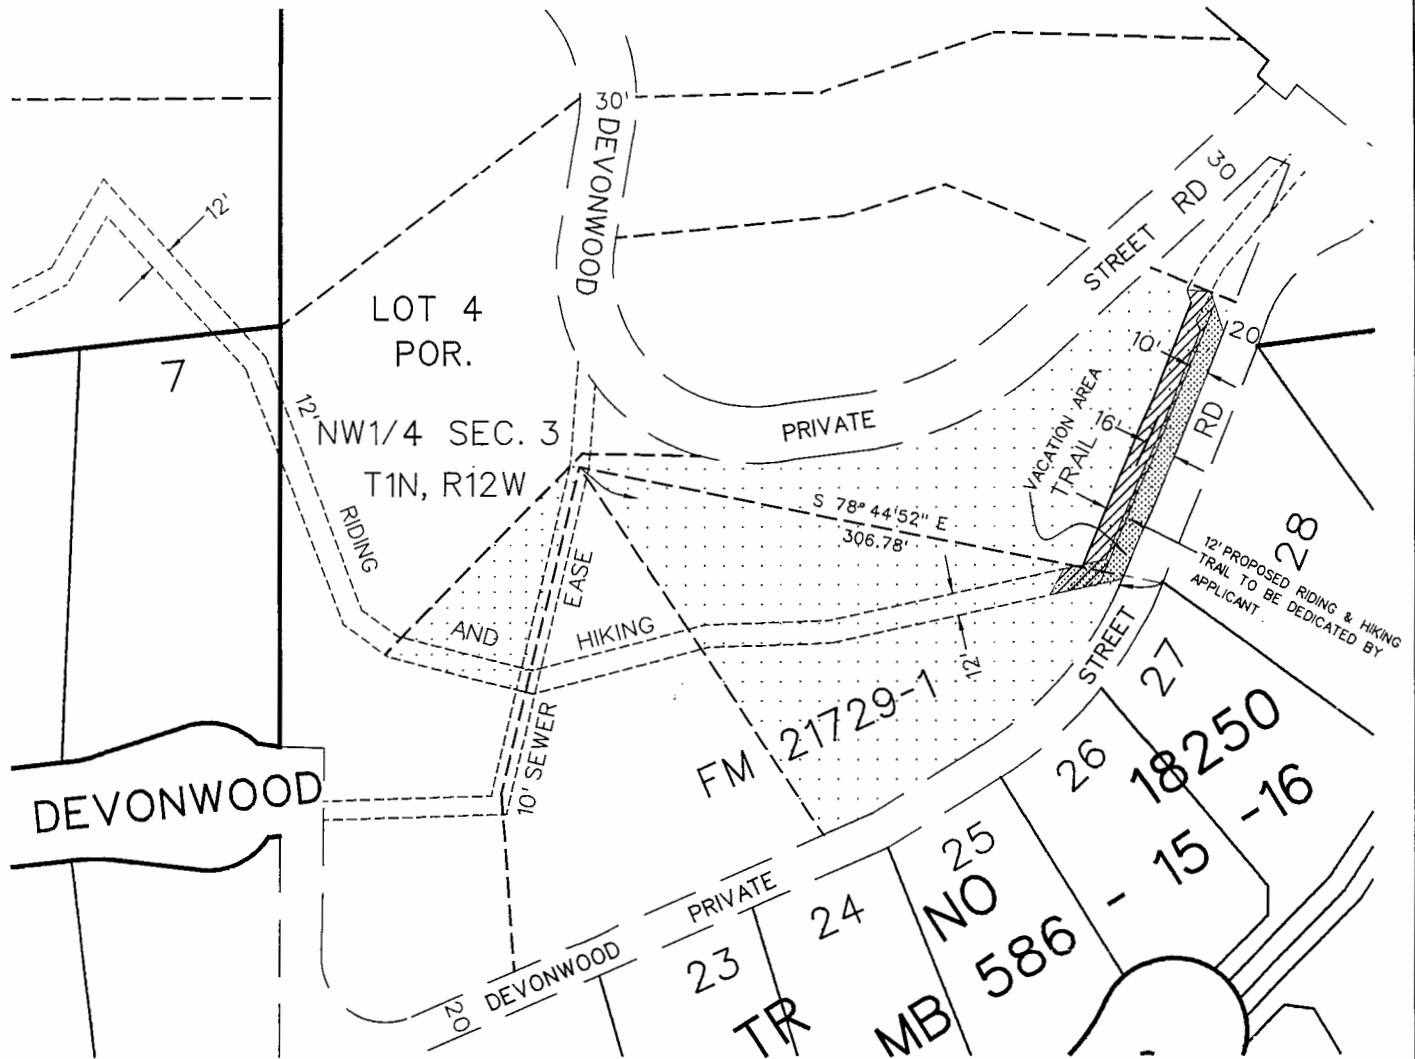 30'
DEVONWOOD
12'
LOT 4
POR.
7
12'
NW1/4 SEC. 3
T1N, R12W
RIDING
AND
HIKING
EASE
10' SEWER
PRIVATE
STREET
RD
30
VACATION AREA
TRAIL
10'
16'
20
RD
S 78° 44'52" E
306.78'
12'
12' PROPOSED RIDING & HIKING
TRAIL TO BE DEDICATED BY
APPLICANT
28
STREET
27
FM 21729-1
26
18250
DEVONWOOD
25
- 15 -16
24
NO
PRIVATE
23
586
DEVONWOOD
20
TR
MB